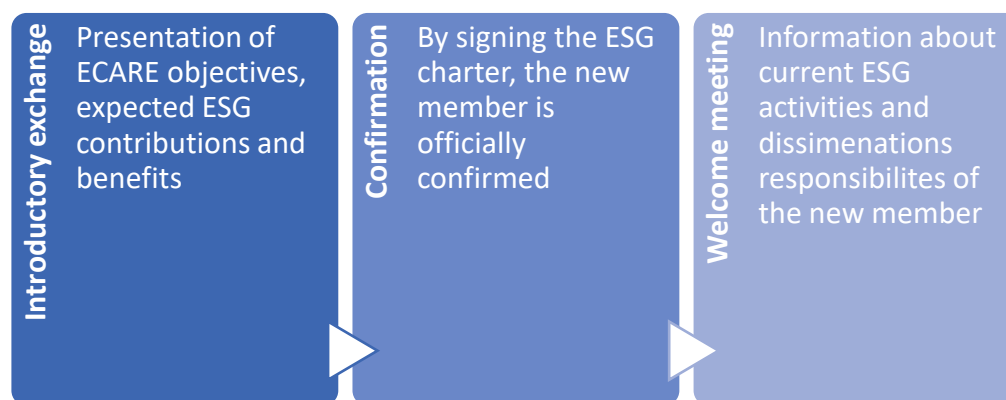 Introductory exchange
Presentation of
ECARE objectives,
expected ESG
contributions and
benefits
Confirmation
By signing the ESG
charter, the new
member is
officially
confirmed
Welcome meeting
Information about
current ESG
activities and
dissimenations
responsibilites of
the new member